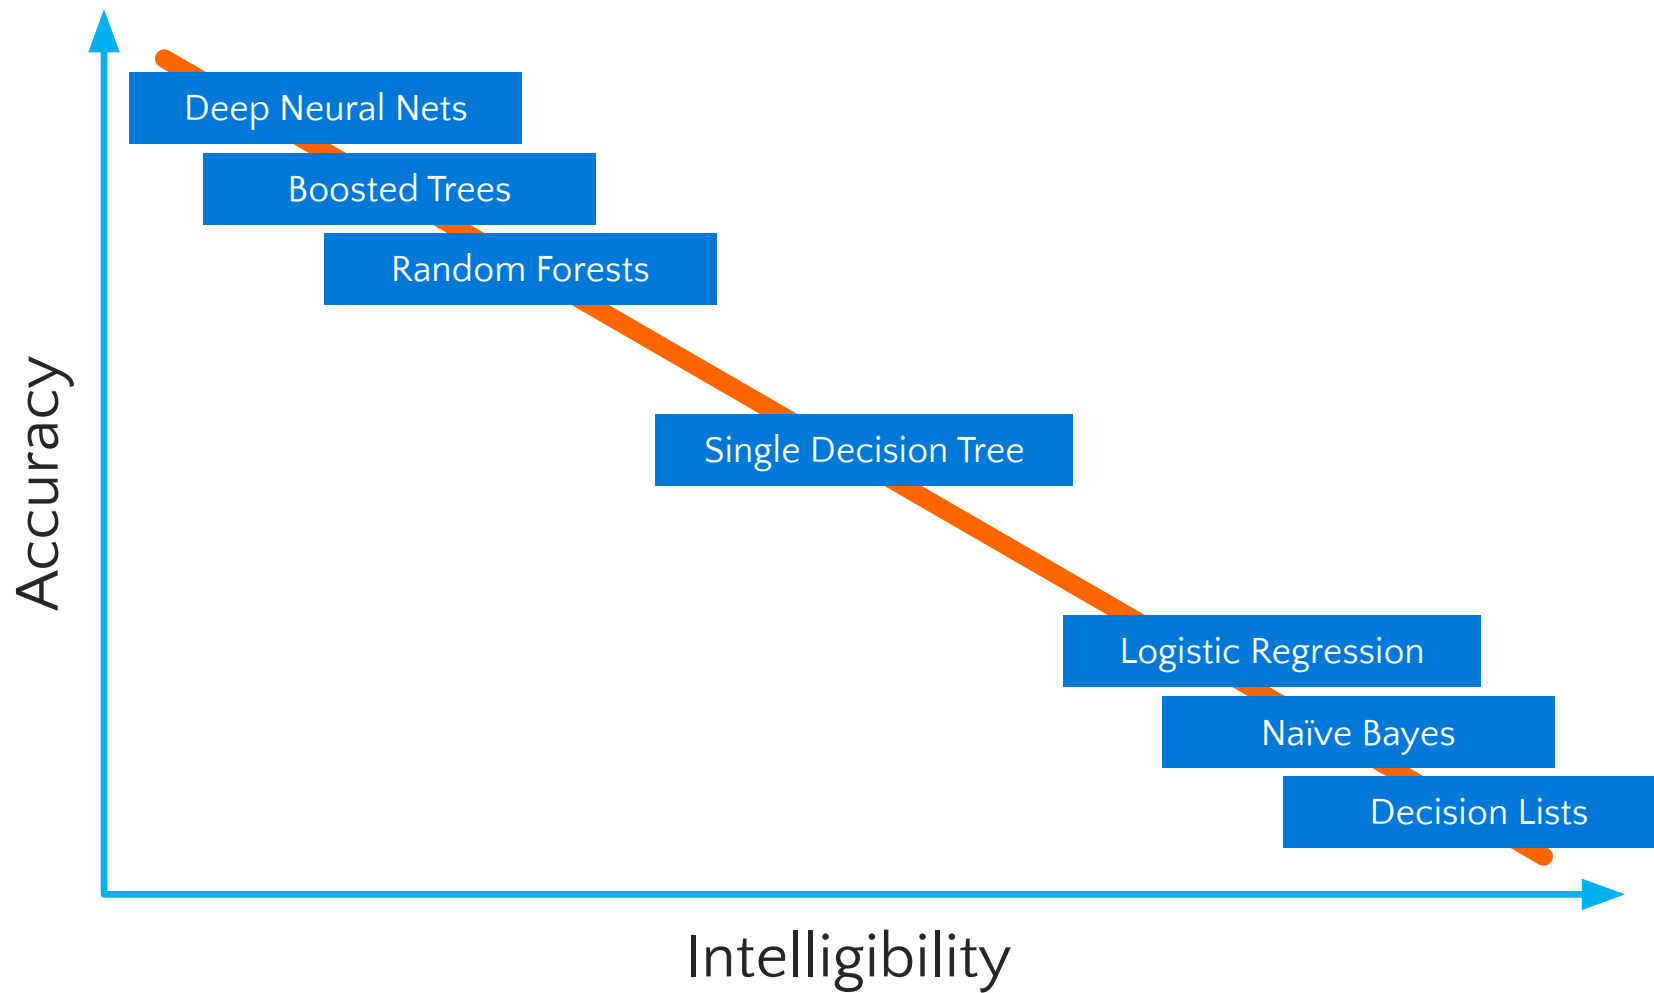 Deep Neural Nets
Boosted Trees
Random Forests
Single Decision Tree
Logistic Regression
Naïve Bayes
Decision Lists
Accuracy
Intelligibility